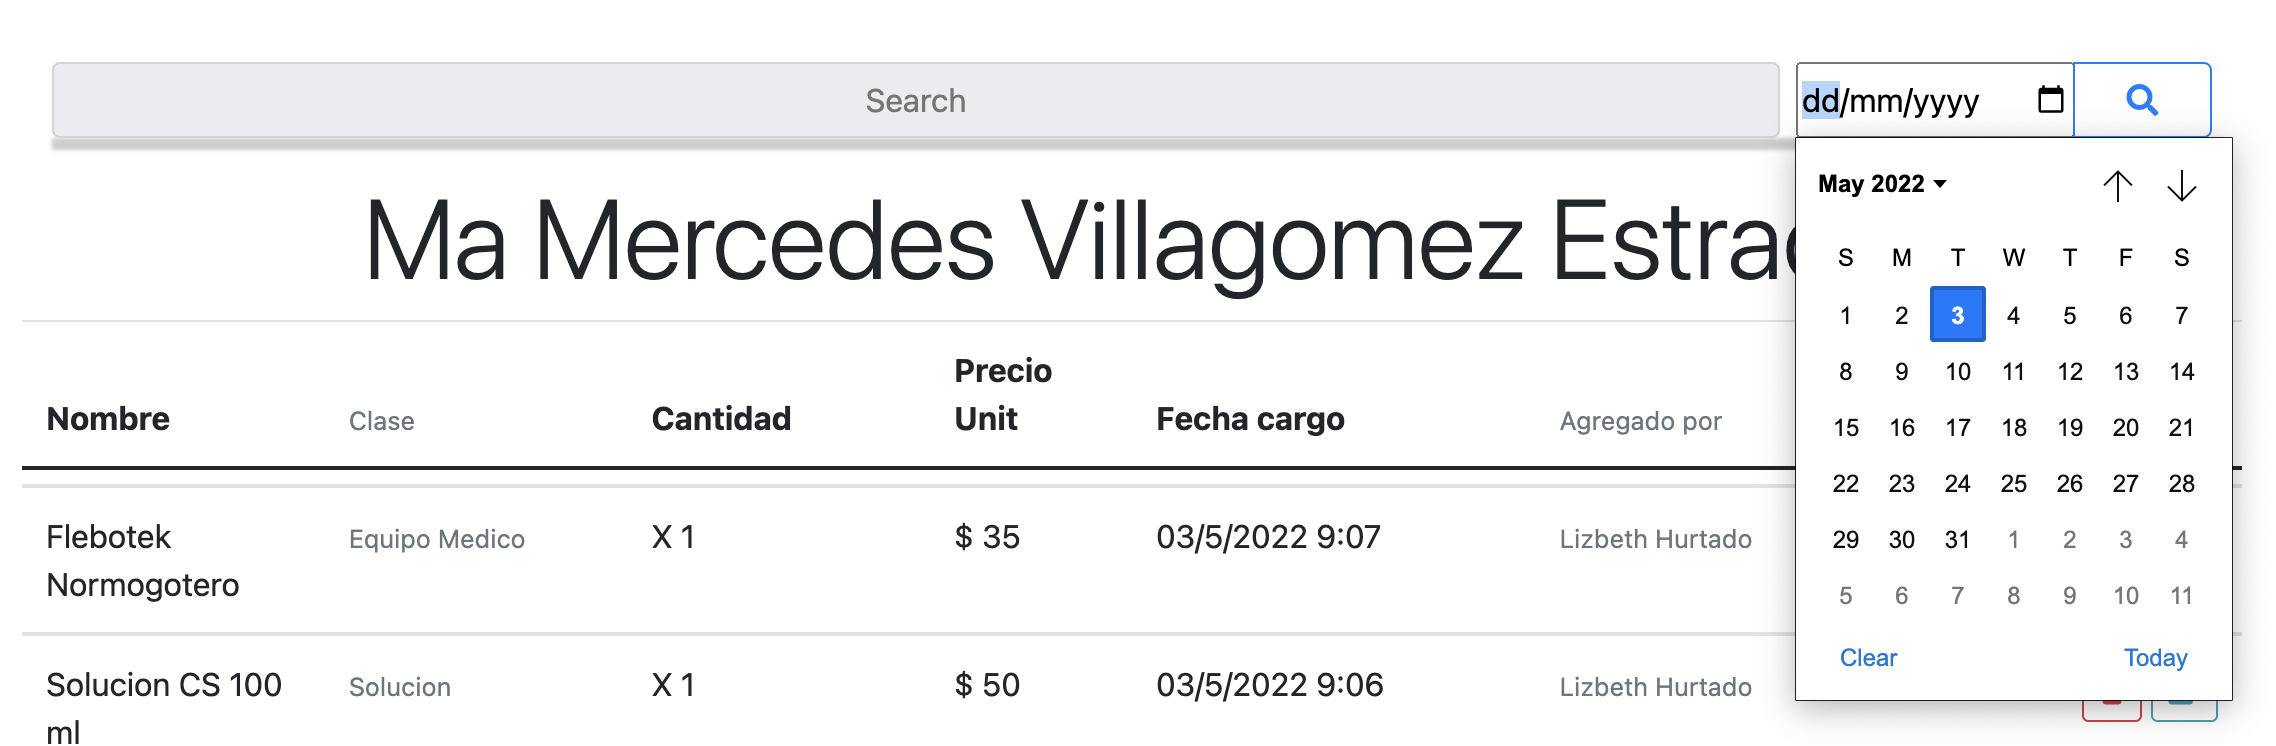 Search
dd/mm/yyyy
Ma Mercedes Villagomez
May 2022
S M T W T F S
1 2 3 4 5 6 7
8 9 10 11 12 13 14
15 16 17 18 19 20 21
22 23 24 25 26 27 28
29 30 31 1 2 3 4
5 6 7 8 9 10 11
Clear Today
Nombre Clase Cantidad Precio Unit Fecha cargo Agregado por
Flebotek Equipo Medico X 1 $ 35 03/5/2022 9:07 Lizbeth Hurtado
Normogotero
Solucion CS 100 Solucion X 1 $ 50 03/5/2022 9:06 Lizbeth Hurtado
ml